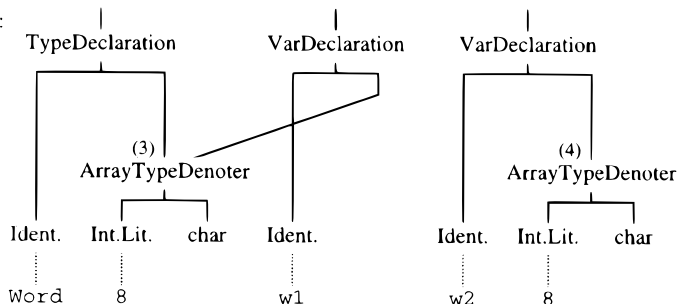 :
TypeDeclaration VarDeclaration VarDeclaration
(3) (4)
ArrayTypeDenoter ArrayTypeDenoter
Ident. Int.Lit. char Ident. Ident. Int.Lit. char
Word 8 w1 w2 8